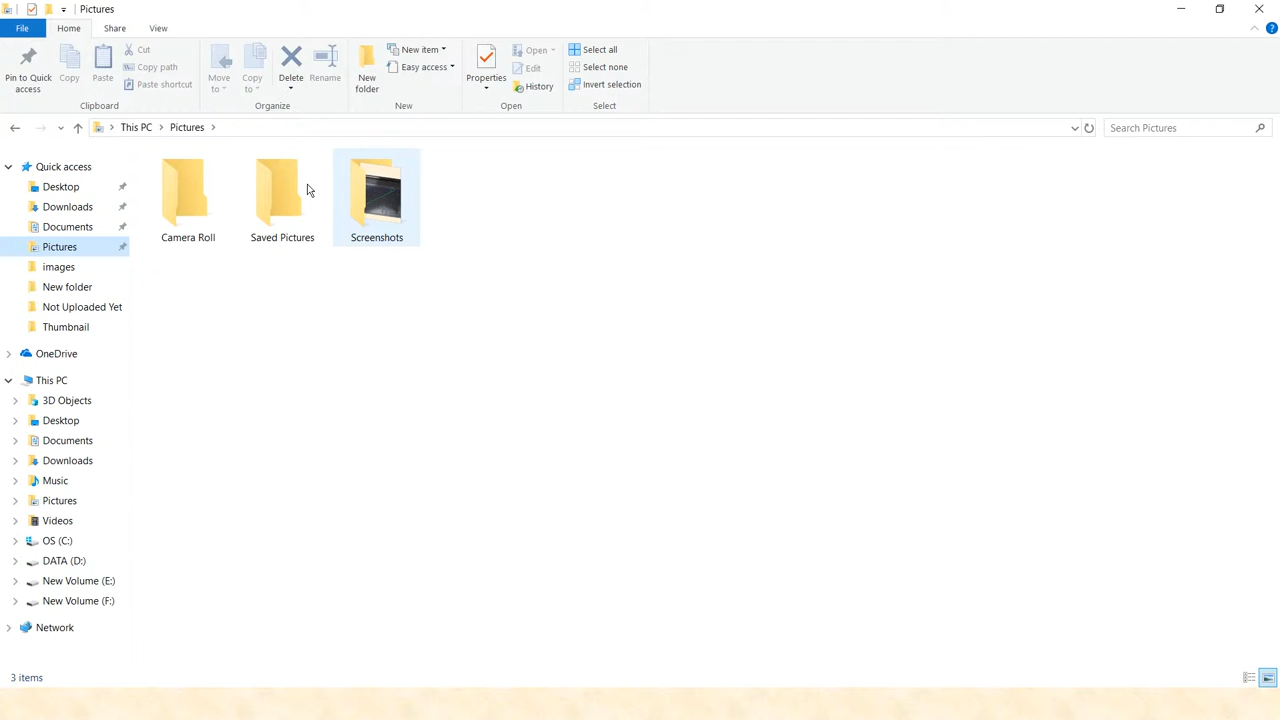 Pictures
File Home Share View
Pin to Quick access
Copy
Paste
Cut
Copy path
Paste shortcut
Clipboard
Move to
Copy to
Delete
Rename
Organize
New folder
New item
Easy access
New
Properties
Open
Edit
History
Open
Select all
Select none
Invert selection
Select
This PC Pictures
Search Pictures
Quick access
Desktop
Downloads
Documents
Pictures
images
New folder
Not Uploaded Yet
Thumbnail
OneDrive
This PC
3D Objects
Desktop
Documents
Downloads
Music
Pictures
Videos
OS (C:)
DATA (D:)
New Volume (E:)
New Volume (F:)
Network
Camera Roll
Saved Pictures
Screenshots
3 items